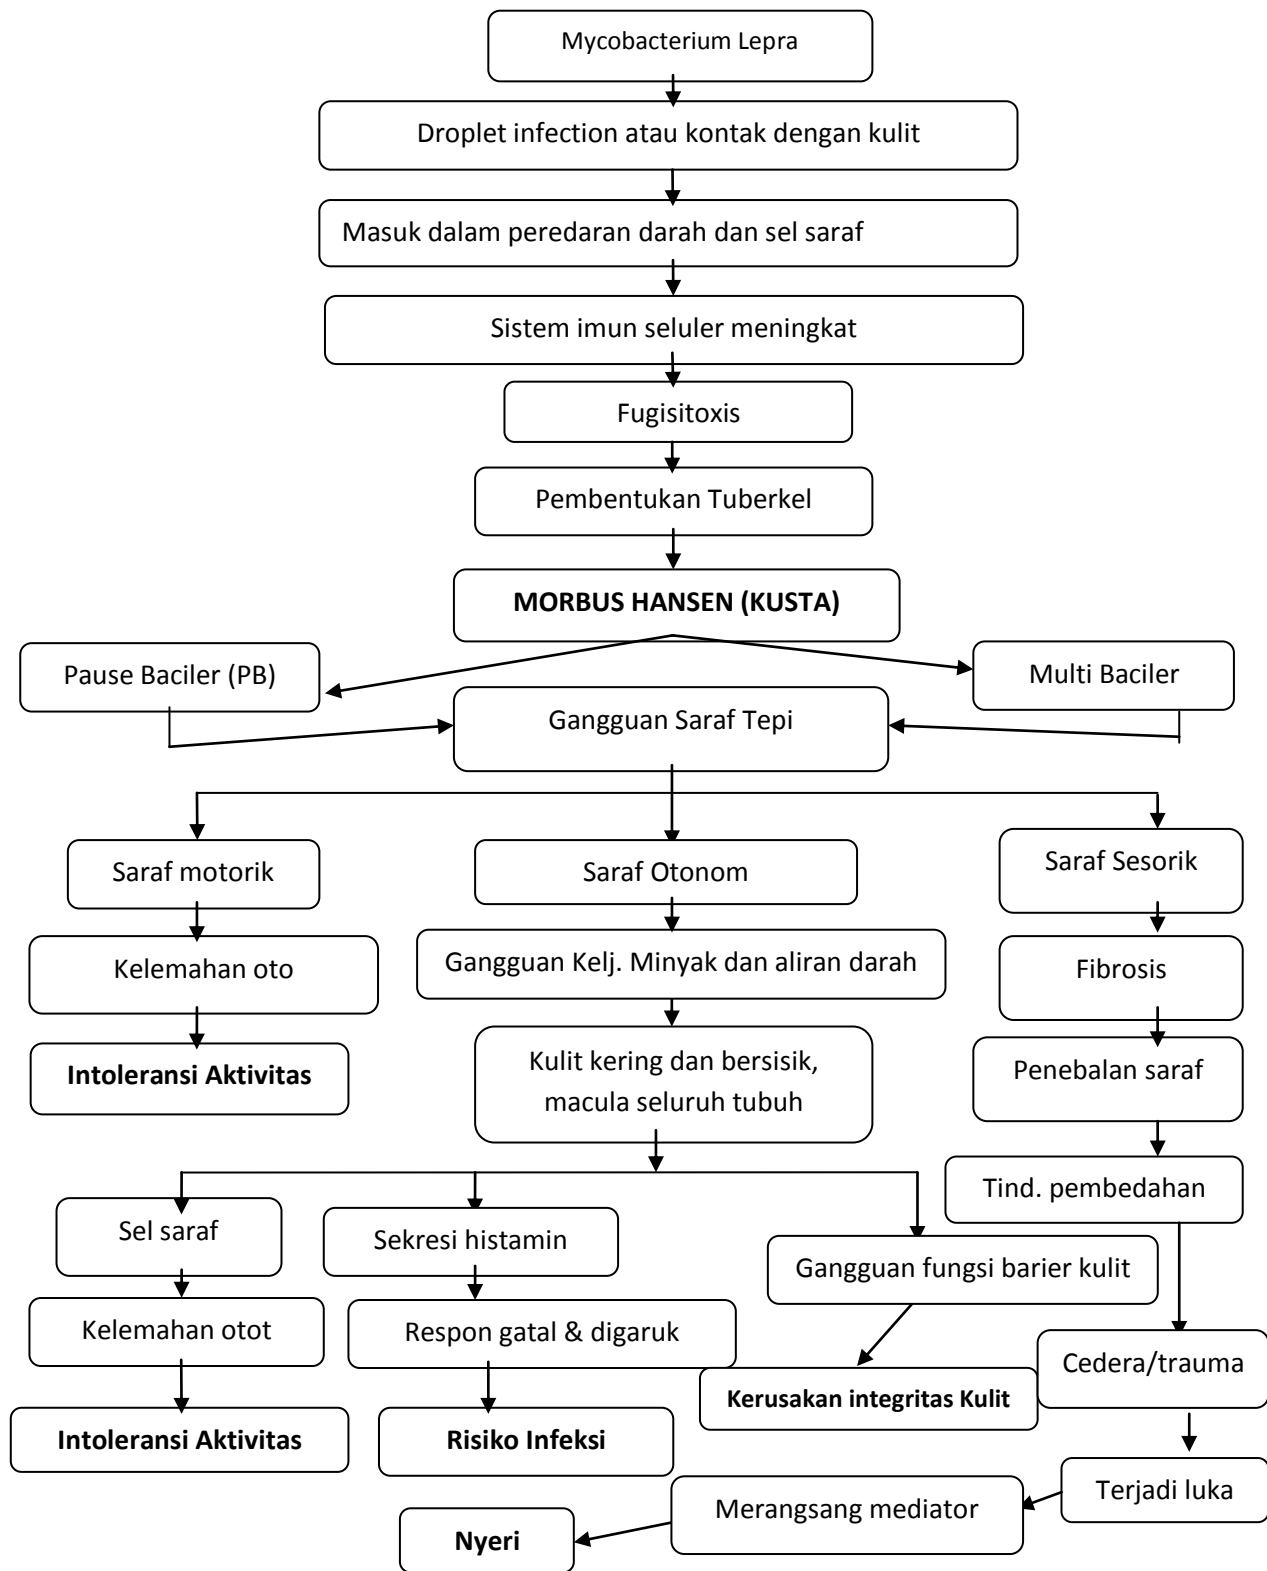 Mycobacterium Lepra
Droplet infection atau kontak dengan kulit
Masuk dalam peredaran darah dan sel saraf
Sistem imun seluler meningkat
Fugisitoxis
Pembentukan Tuberkel
MORBUS HANSEN (KUSTA)
Pause Baciler (PB)
Multi Baciler
Gangguan Saraf Tepi
Saraf motorik
Saraf Otonom
Saraf Sesorik
Kelemahan oto
Gangguan Kelj. Minyak dan aliran darah
Fibrosis
Intoleransi Aktivitas
Kulit kering dan bersisik,
macula seluruh tubuh
Penebalan saraf
Tind. pembedahan
Sel saraf
Sekresi histamin
Gangguan fungsi barier kulit
Kelemahan otot
Respon gatal & digaruk
Cedera/trauma
Kerusakan integritas Kulit
Intoleransi Aktivitas
Risiko Infeksi
Terjadi luka
Merangsang mediator
Nyeri